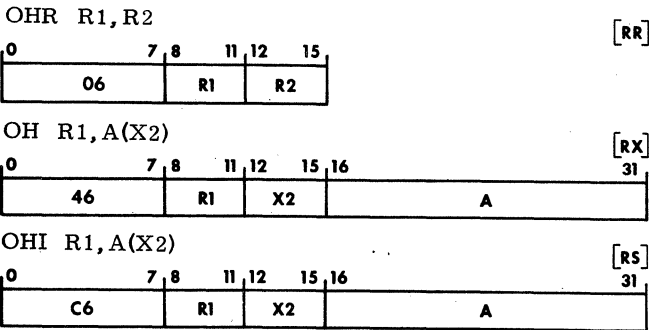 OHR R1,R2 [RR]
0 7 8 11 12 15
06 R1 R2
OH R1,A(X2) [RX]
0 7 8 11 12 15 16 31
46 R1 X2 A
OHI R1,A(X2) [RS]
0 7 8 11 12 15 16 31
C6 R1 X2 A